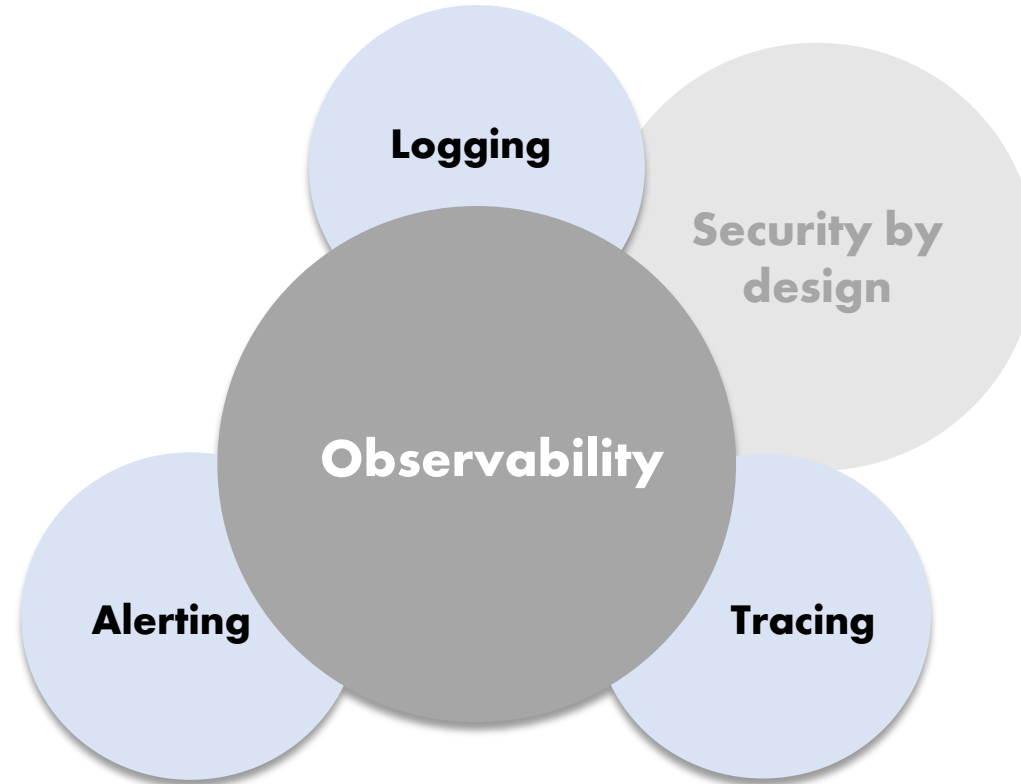 Logging
Security by
design
Observability
Alerting
Tracing